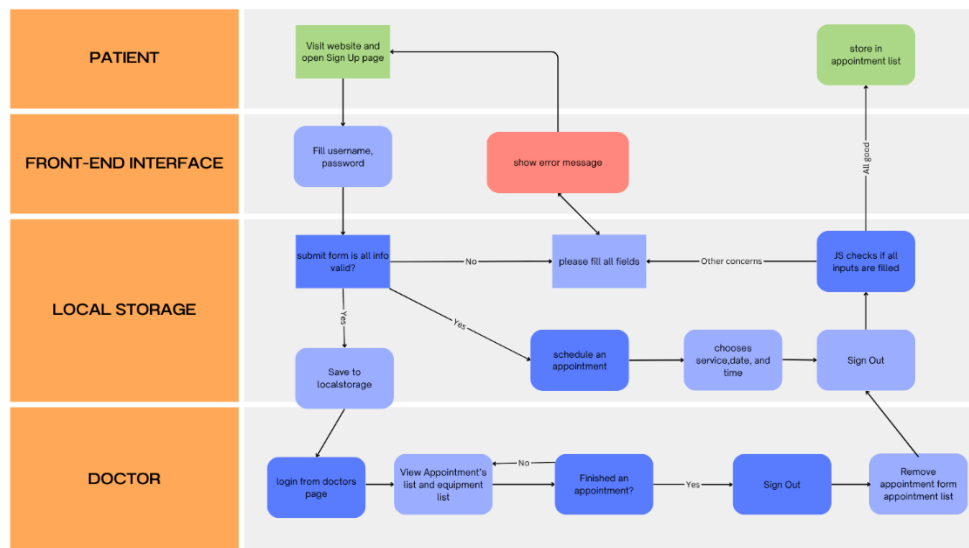 PATIENT
Visit website and
open Sign Up page
store in
appointment list
FRONT-END INTERFACE
Fill username,
password
show error message
All good
LOCAL STORAGE
submit form is all info
valid?
No
please fill all fields
Other concerns
JS checks if all
inputs are filled
Yes
Yes
schedule an
appointment
chooses
service,date, and
time
Sign Out
Save to
localstorage
DOCTOR
login from doctors
page
View Appointment's
list and equipment
list
No
Finished an
appointment?
Yes
Sign Out
Remove
appointment form
appointment list